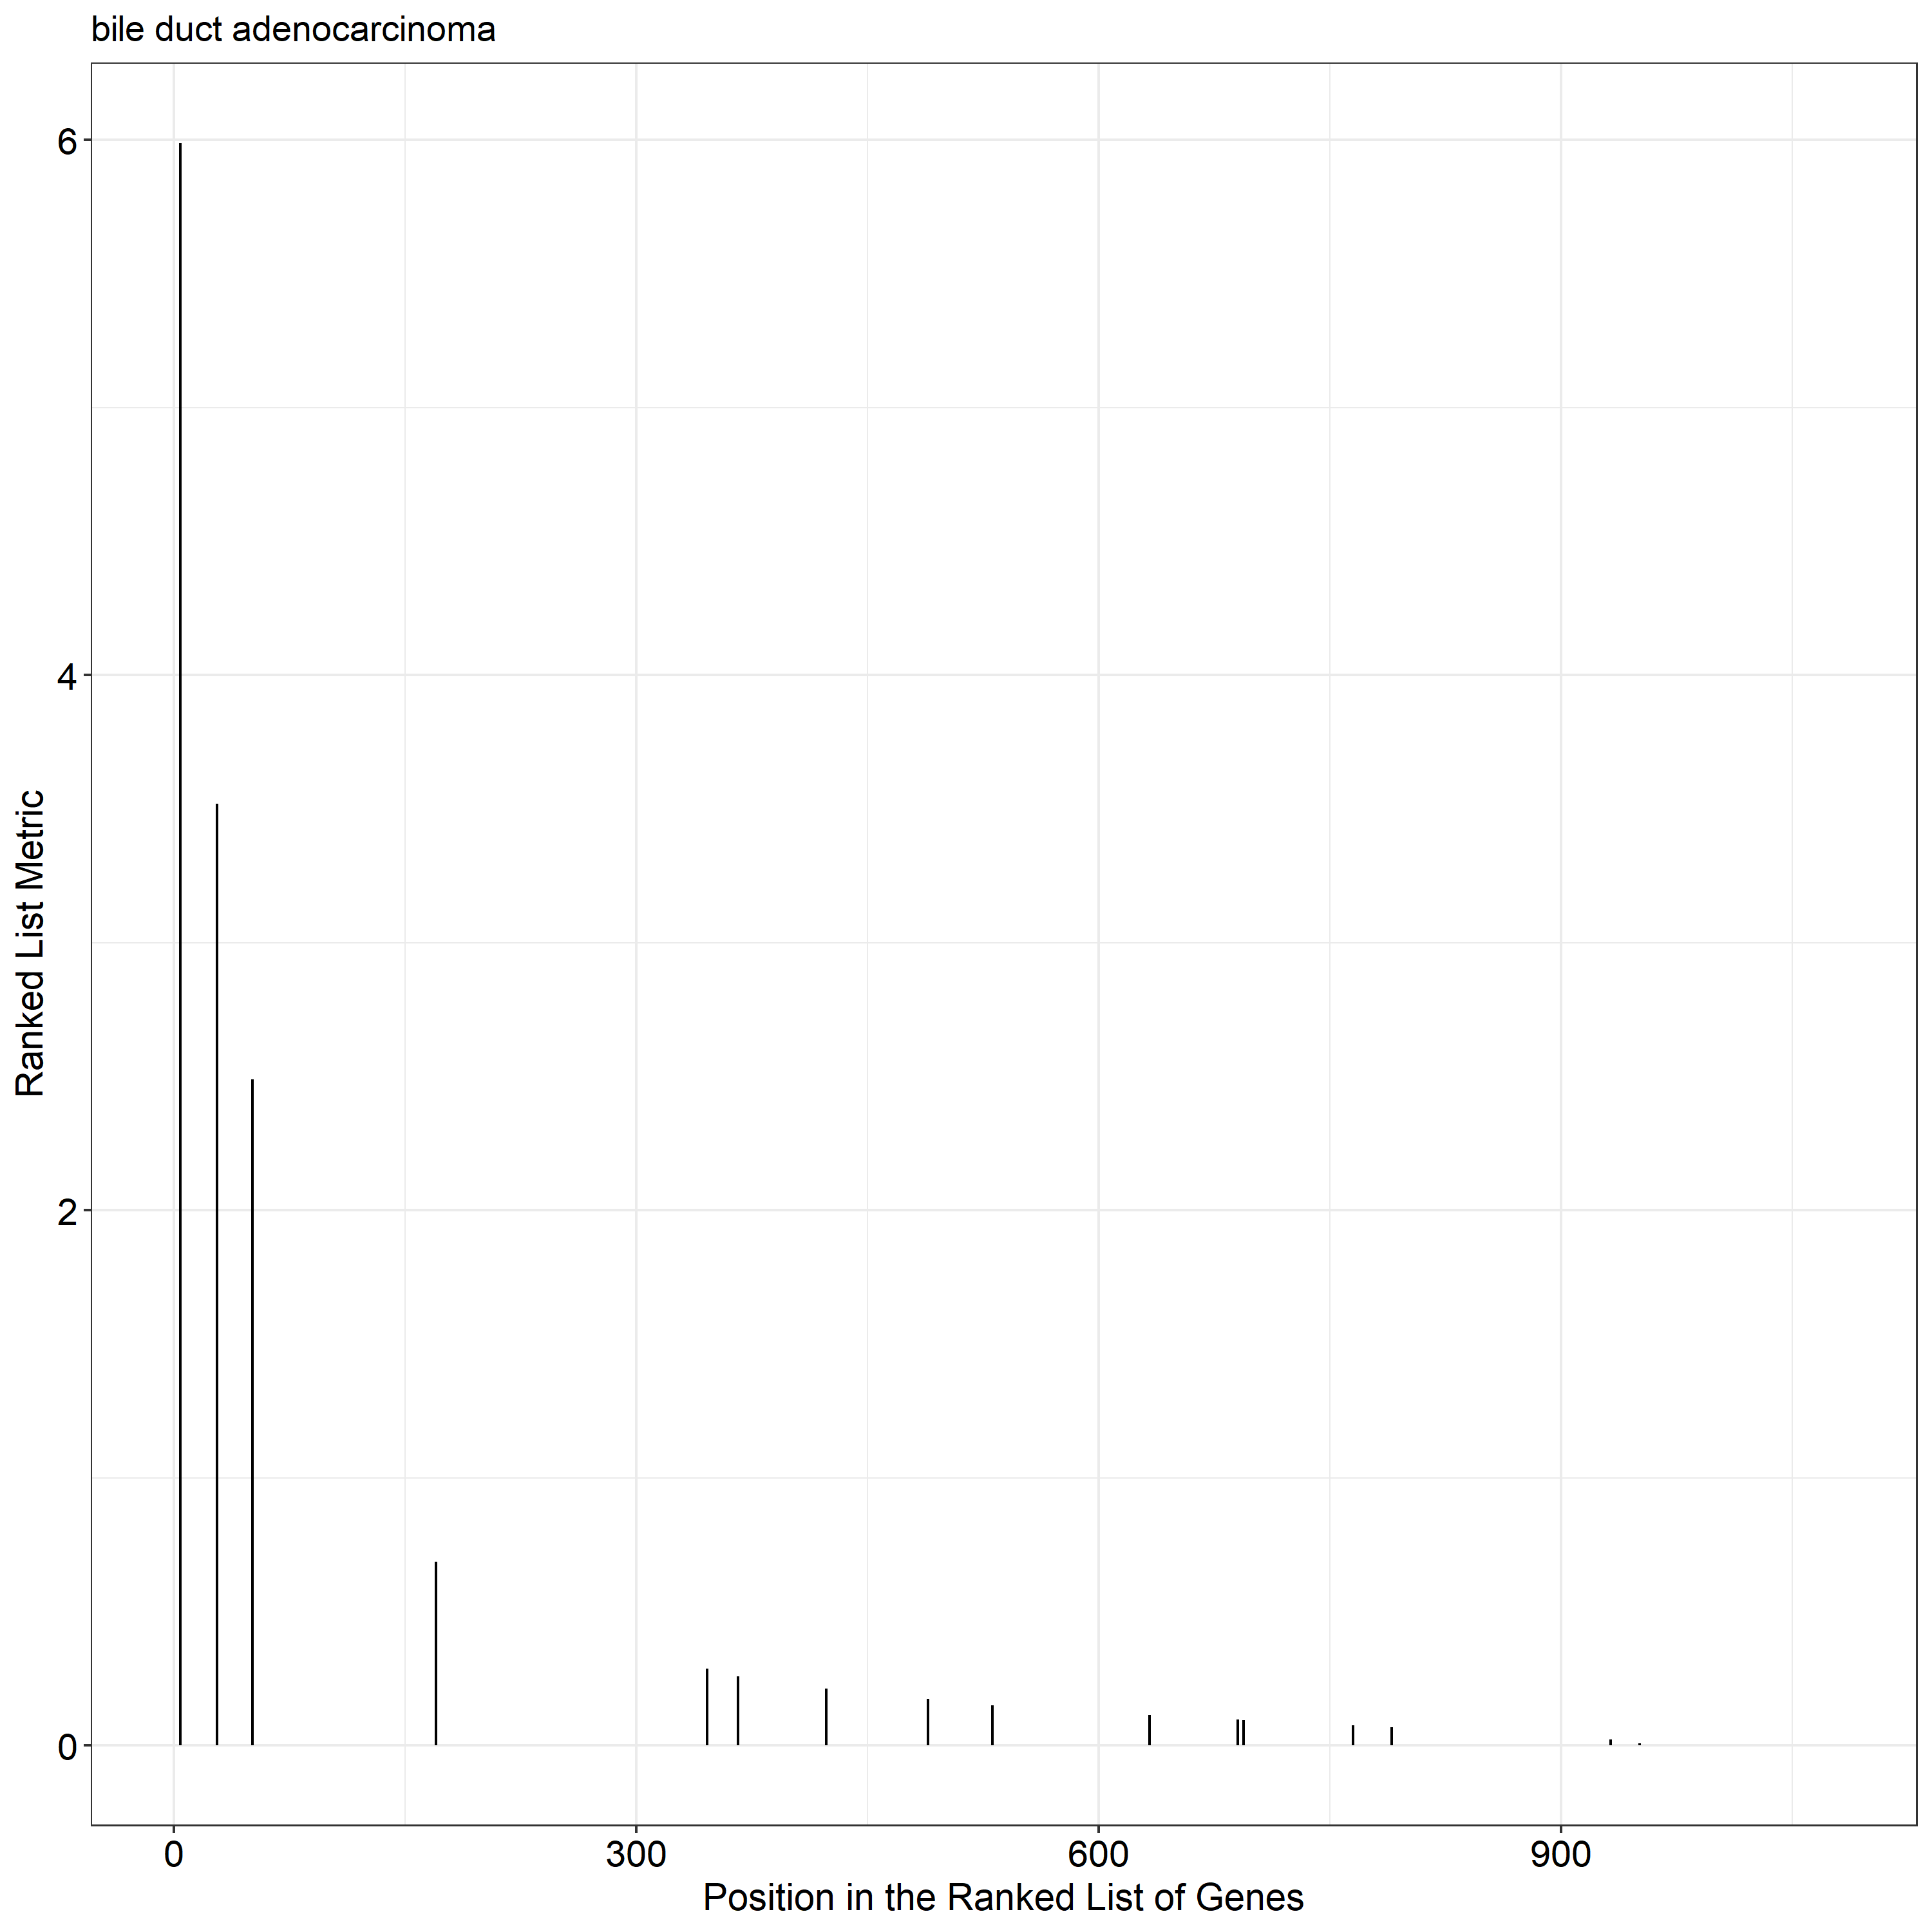 bile duct adenocarcinoma
6
4
2
0
Ranked List Metric
0 300 600 900
Position in the Ranked List of Genes